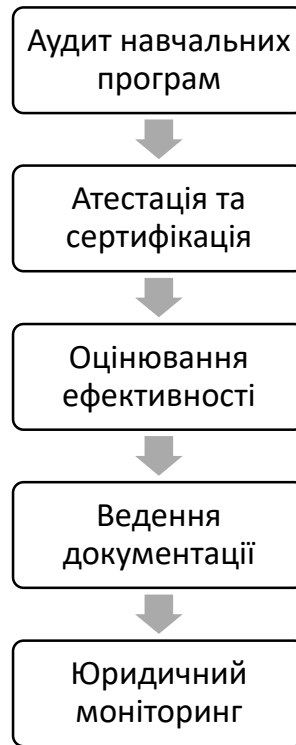 Аудит навчальних
програм
Атестація та
сертифікація
Оцінювання
ефективності
Ведення
документації
Юридичний
моніторинг